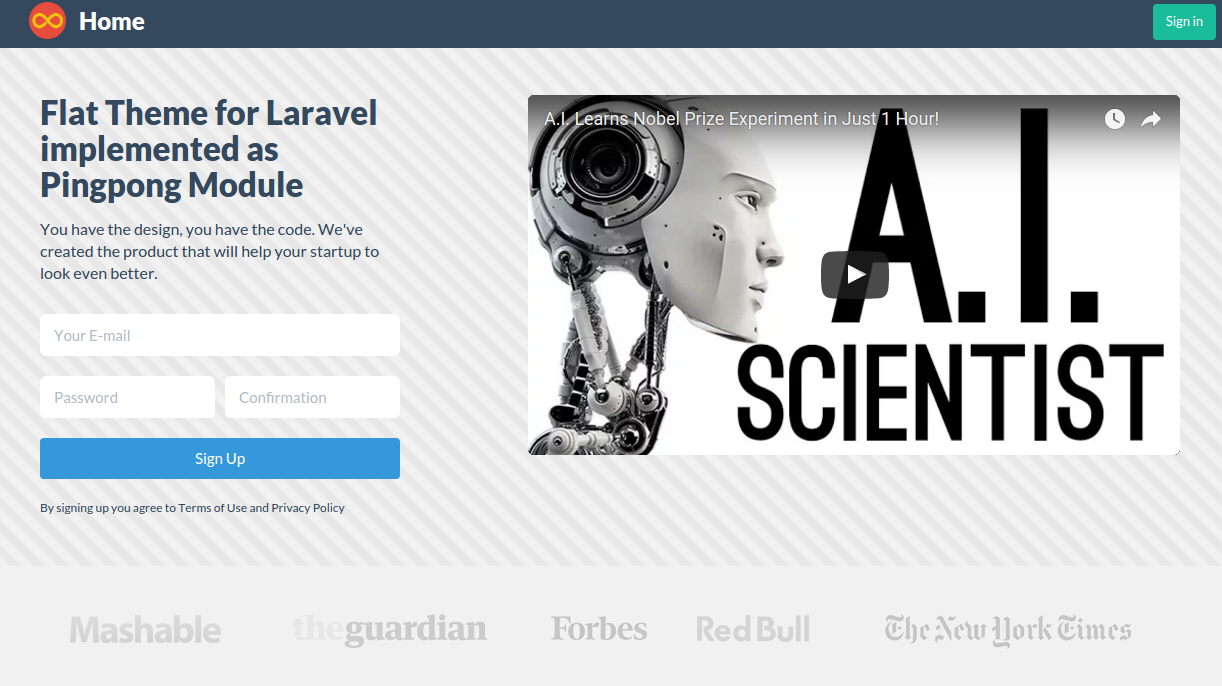 Home
Sign in
Flat Theme for Laravel
implemented as
Pingpong Module
You have the design, you have the code. We've
created the product that will help your startup to
look even better.
Your E-mail
Password
Confirmation
Sign Up
By signing up you agree to Terms of Use and Privacy Policy
A.I. Learns Nobel Prize Experiment in Just 1 Hour!
A.I.
SCIENTIST
Mashable
theguardian
Forbes
Red Bull
The New York Times